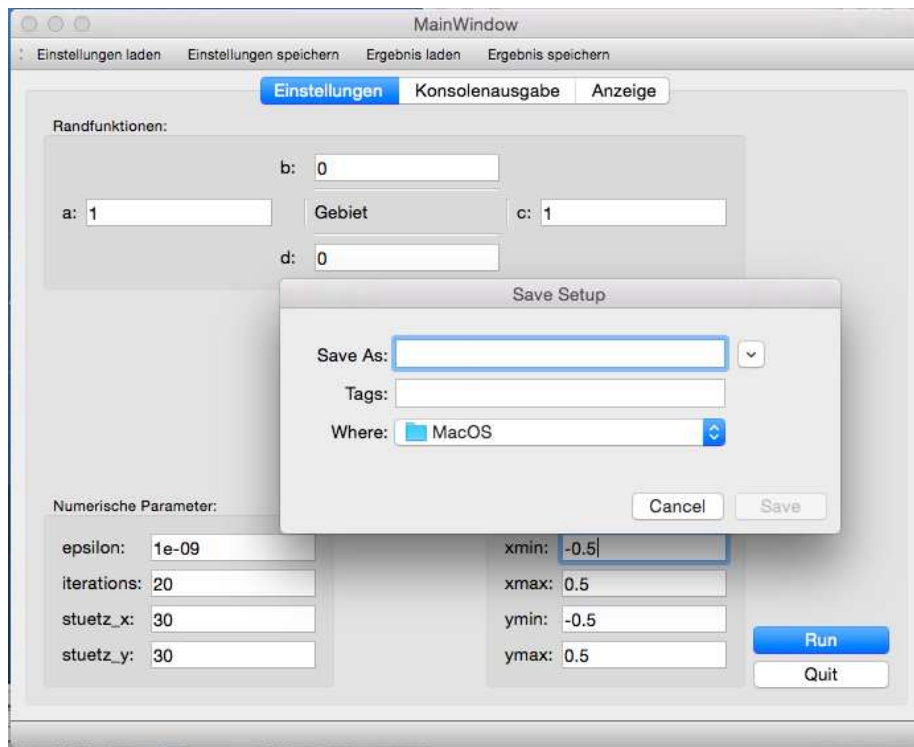 MainWindow
Einstellungen laden Einstellungen speichern Ergebnis laden Ergebnis speichern
Einstellungen Konsolenausgabe Anzeige
Randfunktionen:
b: 0
a: 1 Gebiet c: 1
d: 0
Save Setup
Save As:
Tags:
Where: MacOS
Cancel Save
Numerische Parameter:
epsilon: 1e-09 xmin: -0.5
iterations: 20 xmax: 0.5
stuetz_x: 30 ymin: -0.5
stuetz_y: 30 ymax: 0.5
Run
Quit